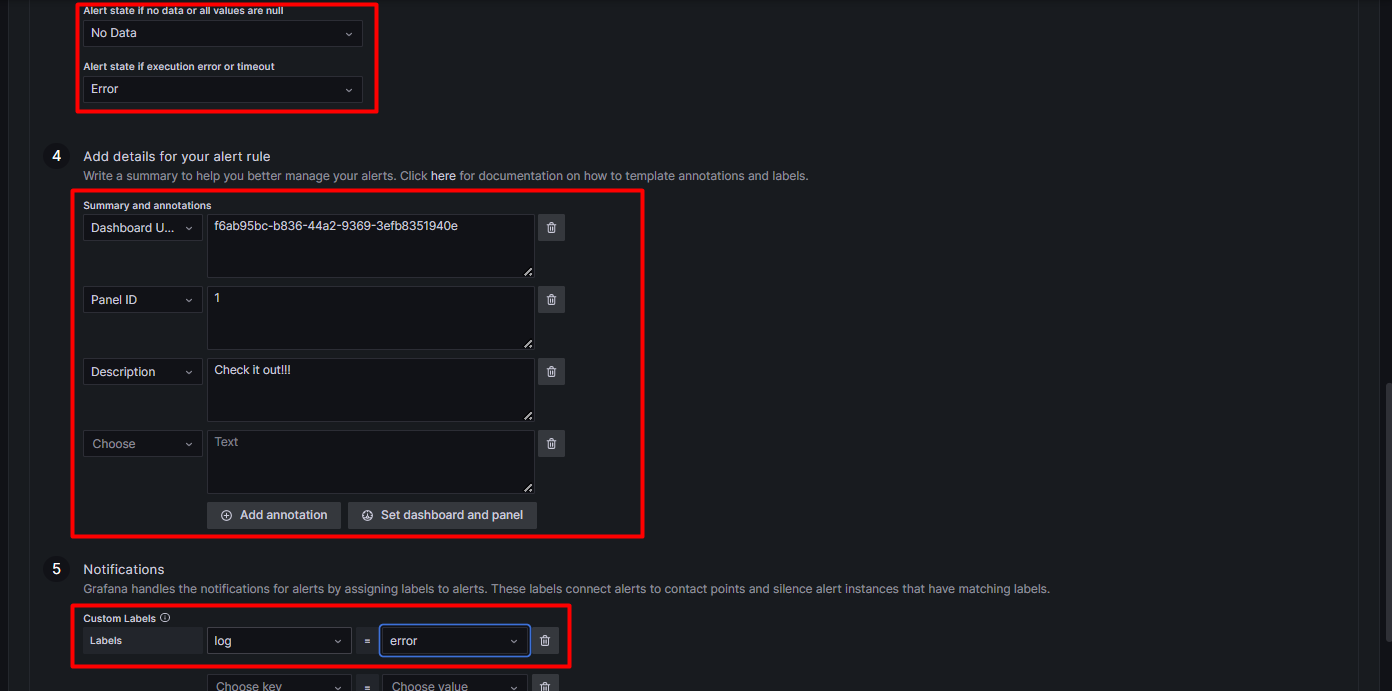 Alert state if no data or all values are null
No Data
Alert state if execution error or timeout
Error
4 Add details for your alert rule
Write a summary to help you better manage your alerts. Click here for documentation on how to template annotations and labels.
Summary and annotations
Dashboard U... f6ab95bc-b836-44a2-9369-3efb8351940e
Panel ID 1
Description Check it out!!!
Choose Text
Add annotation Set dashboard and panel
5 Notifications
Grafana handles the notifications for alerts by assigning labels to alerts. These labels connect alerts to contact points and silence alert instances that have matching labels.
Custom Labels
Labels log = error
Choose key = Choose value